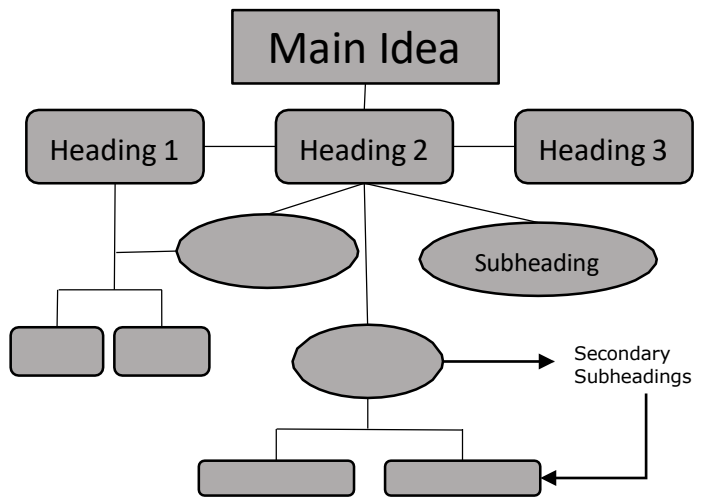 Main Idea
Heading 1
Heading 2
Heading 3
Subheading
Secondary
Subheadings